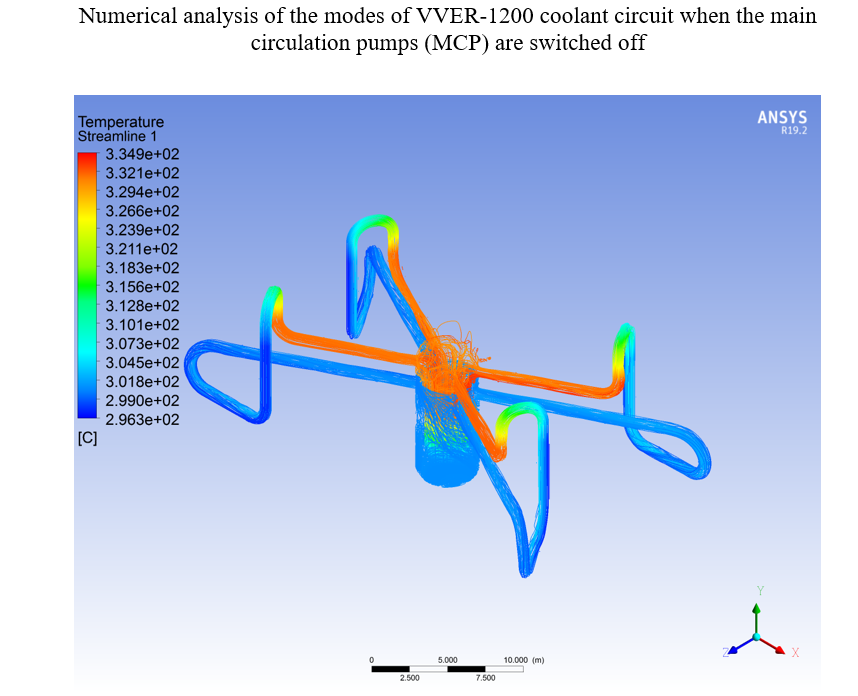 Numerical analysis of the modes of VVER-1200 coolant circuit when the main
circulation pumps (MCP) are switched off
Temperature
Streamline 1
ANSYS
R19.2
3.349e+02
3.321e+02
3.294e+02
3.266e+02
3.239e+02
3.211e+02
3.183e+02
3.156e+02
3.128e+02
3.101e+02
3.073e+02
3.045e+02
3.018e+02
2.990e+02
2.963e+02
[C]
Y
Z
X
0 5.000 10.000 (m)
2.500 7.500